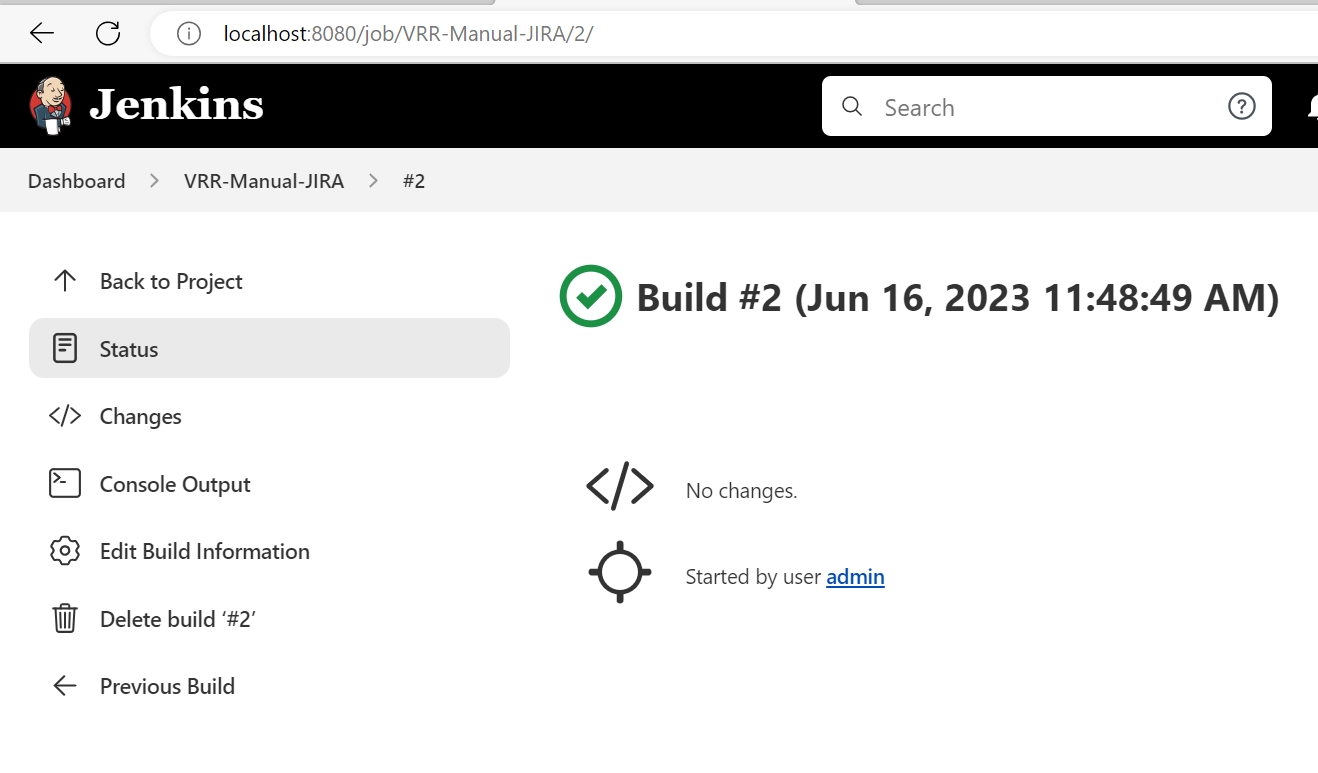 localhost:8080/job/VRR-Manual-JIRA/2/
Jenkins
Search
Dashboard > VRR-Manual-JIRA > #2
Back to Project
Status
Changes
Console Output
Edit Build Information
Delete build ‘#2’
Previous Build
Build #2 (Jun 16, 2023 11:48:49 AM)
No changes.
Started by user admin